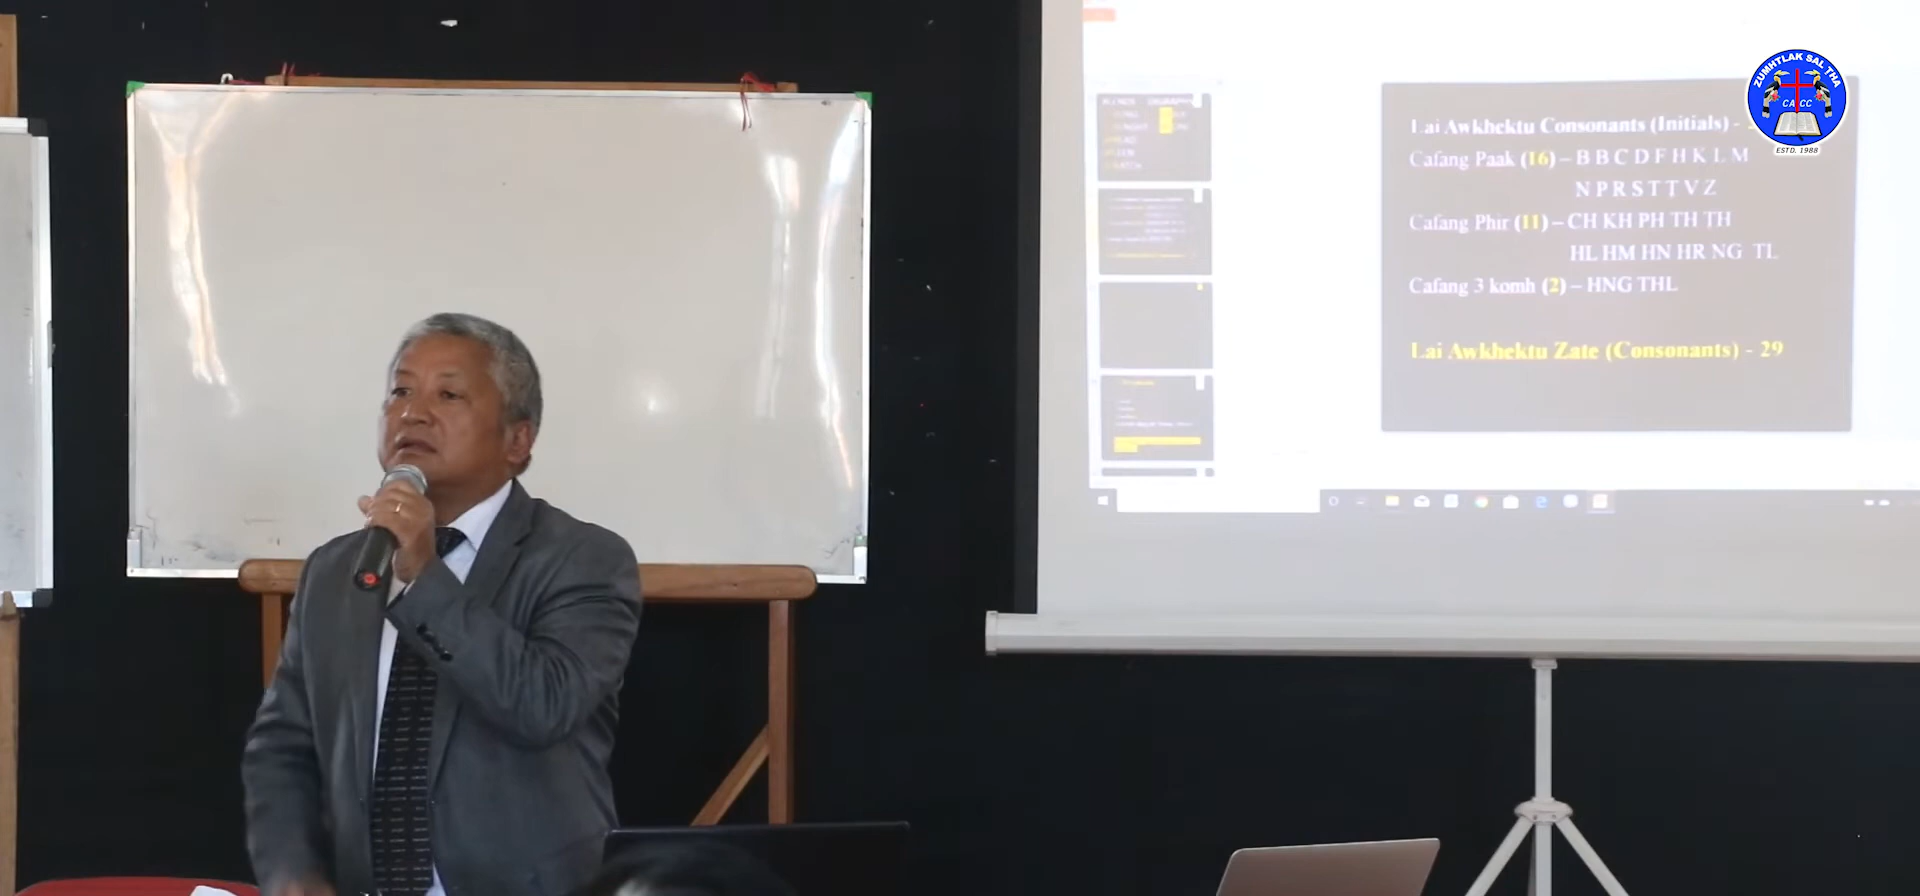 Lai Awkhektu Consonants (Initials) -
Cafang Paak (16) – B B C D F H K L M
N P R S T Ṭ V Z
Cafang Phir (11) – CH KH PH TH TH
HL HM HN HR NG TL
Cafang 3 komh (2) – HNG THL
Lai Awkhektu Zate (Consonants) - 29
ZUMHTLAK SAL THA
CACC
ESTD. 1988